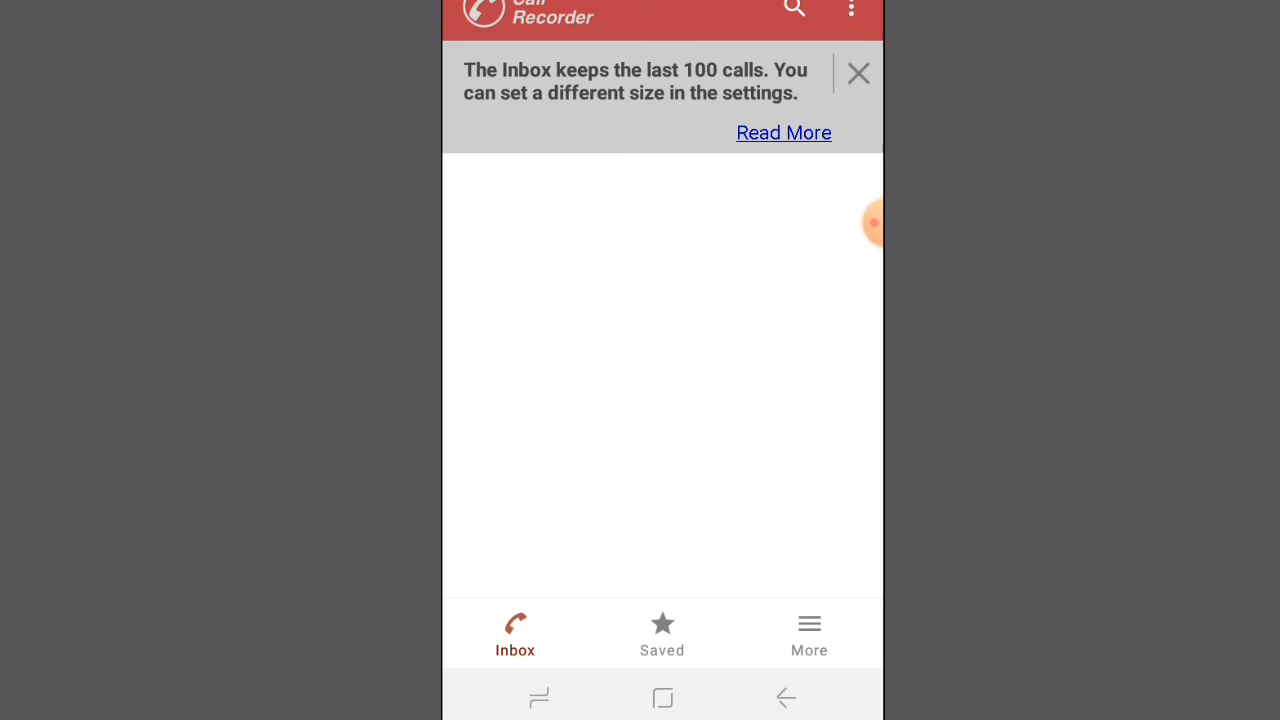 Call
Recorder
The Inbox keeps the last 100 calls. You
can set a different size in the settings.
Read More
Inbox
Saved
More